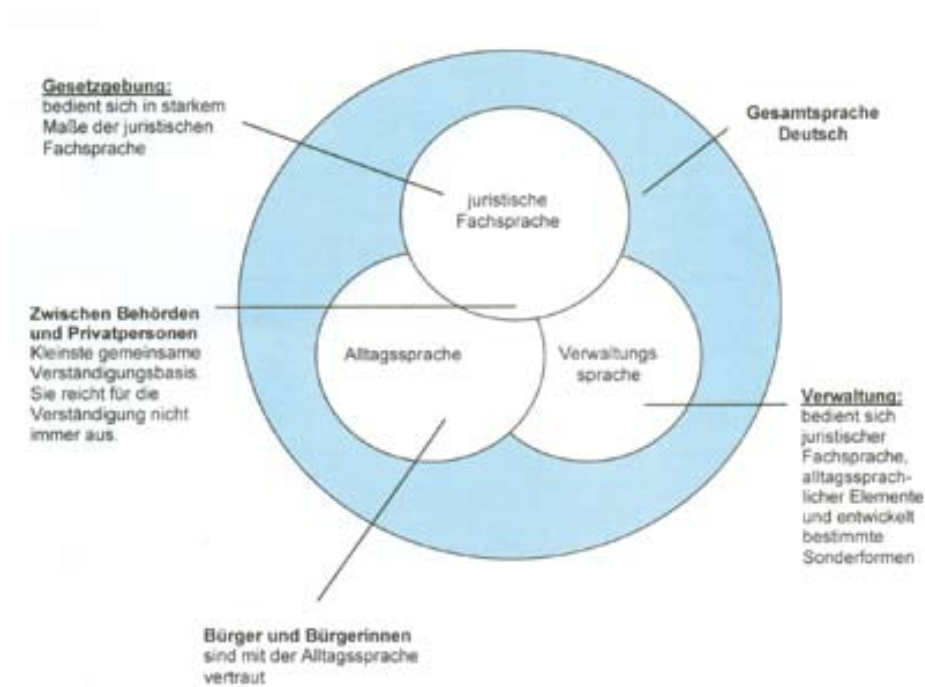 Gesetzgebung:
bedient sich in starkem
Maße der juristischen
Fachsprache
Gesamtsprache
Deutsch
juristische
Fachsprache
Zwischen Behörden
und Privatpersonen
Kleinste gemeinsame
Verständigungsbasis.
Sie reicht für die
Verständigung nicht
immer aus.
Alltagssprache
Verwaltungs
sprache
Verwaltung:
bedient sich
juristischer
Fachsprache,
alltagssprach-
licher Elemente
und entwickelt
bestimmte
Sonderformen
Bürger und Bürgerinnen
sind mit der Alltagssprache
vertraut